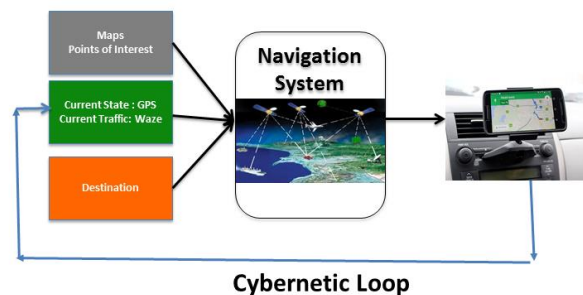 Maps
Points of Interest
Current State : GPS
Current Traffic: Waze
Destination
Navigation
System
Cybernetic Loop